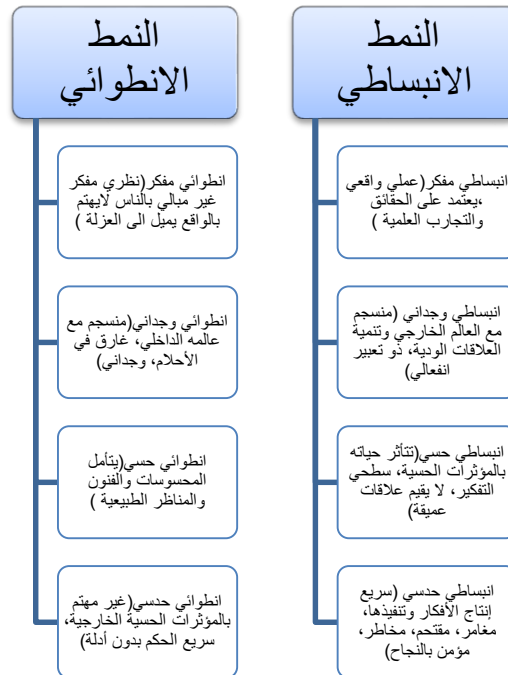 النمط
الانبساطي
انبساطي مفكر(عملي واقعي
،يعتمد على الحقائق
والتجارب العلمية )
انبساطي وجداني (منسجم
مع العالم الخارجي وتنمية
العلاقات الودية، ذو تعبير
انفعالي)
انبساطي حسي(تتأثر حياته
بالمؤثرات الحسية، سطحي
التفكير، لا يقيم علاقات
عميقة)
انبساطي حدسي (سريع
إنتاج الأفكار وتنفيذها،
مغامر، مقتحم، مخاطر،
مؤمن بالنجاح)
النمط
الانطوائي
انطوائي مفكر(نظري مفكر
غير مبالي بالناس لايهتم
بالواقع يميل الى العزلة )
انطوائي وجداني(منسجم مع
عالمه الداخلي، غارق في
الأحلام، وجداني)
انطوائي حسي(يتأمل
المحسوسات والفنون
والمناظر الطبيعية )
انطوائي حدسي(غير مهتم
بالمؤثرات الحسية الخارجية،
سريع الحكم بدون أدلة)